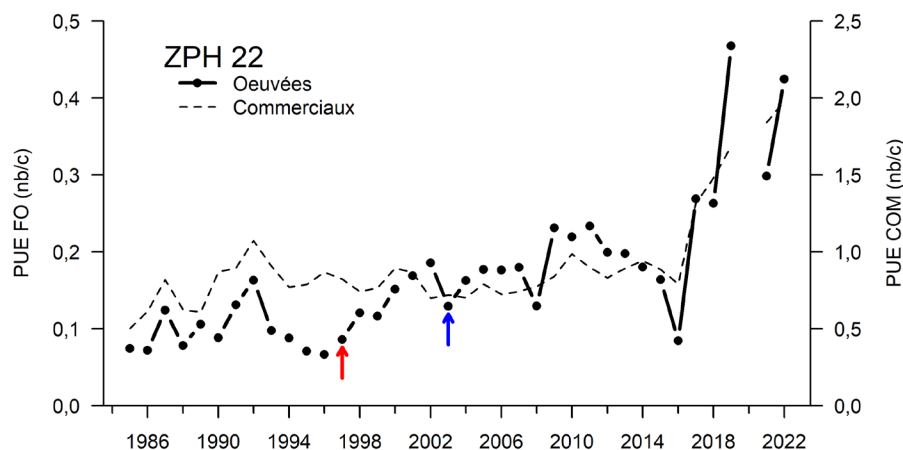 ZPH 22
Oeuvées
Commerciaux
PUE FO (nb/c)
0,5
0,4
0,3
0,2
0,1
0,0
PUE COM (nb/c)
2,5
2,0
1,5
1,0
0,5
0,0
1986 1990 1994 1998 2002 2006 2010 2014 2018 2022